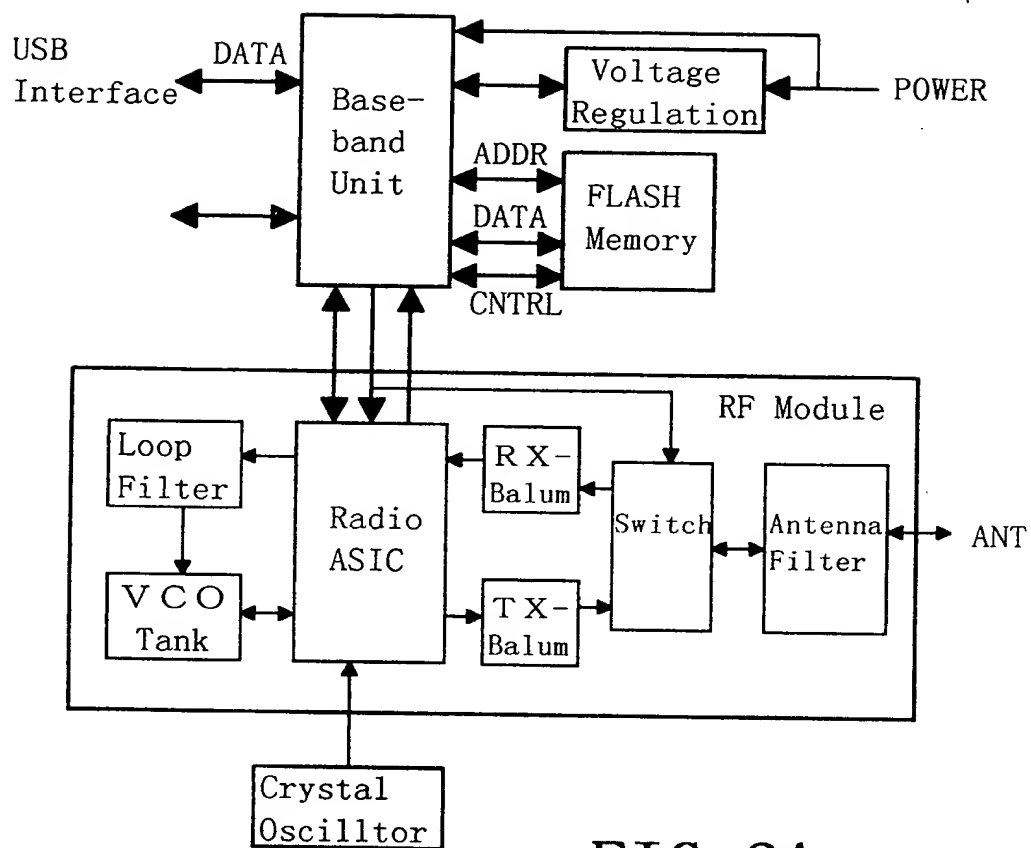 USB
Interface
DATA
Base-
band
Unit
Voltage
Regulation
POWER
ADDR
DATA
CNTRL
FLASH
Memory
RF Module
Loop
Filter
VCO
Tank
Radio
ASIC
RX-
Balum
TX-
Balum
Switch
Antenna
Filter
ANT
Crystal
Oscilltor